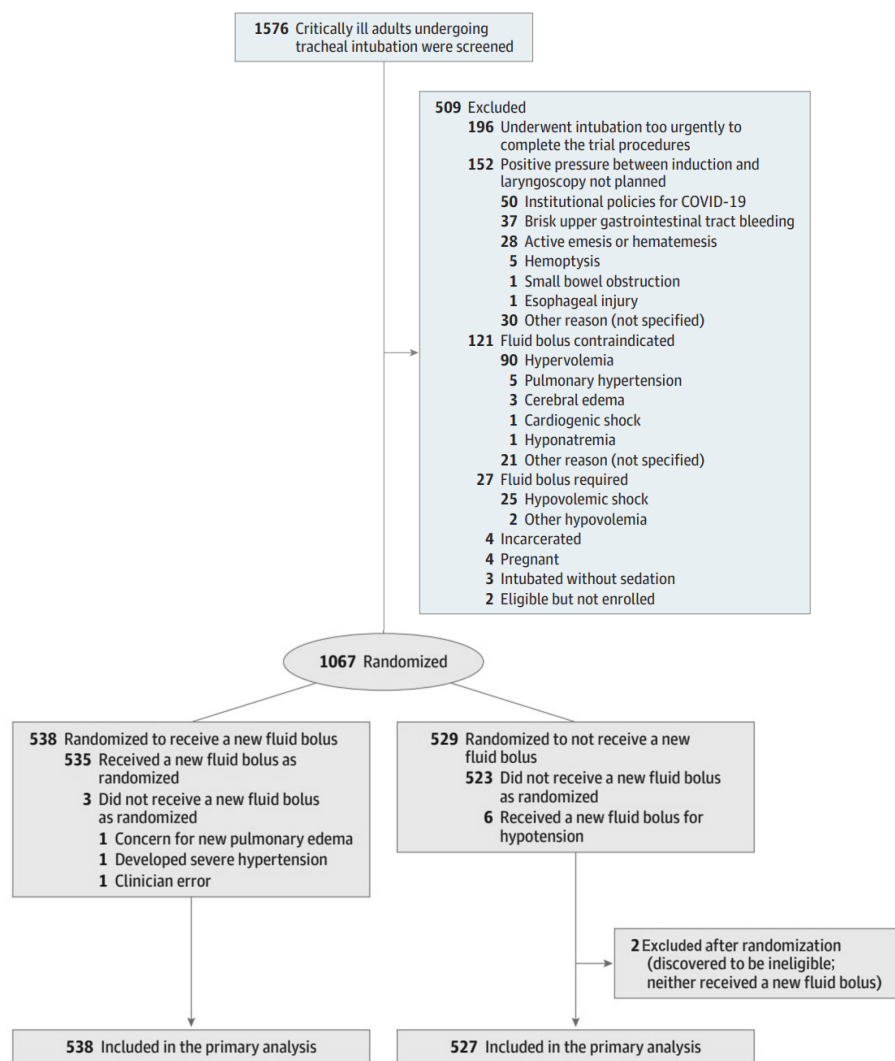 1576 Critically ill adults undergoing
tracheal intubation were screened
509 Excluded
196 Underwent intubation too urgently to
complete the trial procedures
152 Positive pressure between induction and
laryngoscopy not planned
50 Institutional policies for COVID-19
37 Brisk upper gastrointestinal tract bleeding
28 Active emesis or hematemesis
5 Hemoptysis
1 Small bowel obstruction
1 Esophageal injury
30 Other reason (not specified)
121 Fluid bolus contraindicated
90 Hypervolemia
5 Pulmonary hypertension
3 Cerebral edema
1 Cardiogenic shock
1 Hyponatremia
21 Other reason (not specified)
27 Fluid bolus required
25 Hypovolemic shock
2 Other hypovolemia
4 Incarcerated
4 Pregnant
3 Intubated without sedation
2 Eligible but not enrolled
1067 Randomized
538 Randomized to receive a new fluid bolus
535 Received a new fluid bolus as
randomized
3 Did not receive a new fluid bolus
as randomized
1 Concern for new pulmonary edema
1 Developed severe hypertension
1 Clinician error
529 Randomized to not receive a new
fluid bolus
523 Did not receive a new fluid bolus
as randomized
6 Received a new fluid bolus for
hypotension
2 Excluded after randomization
(discovered to be ineligible;
neither received a new fluid bolus)
538 Included in the primary analysis
527 Included in the primary analysis